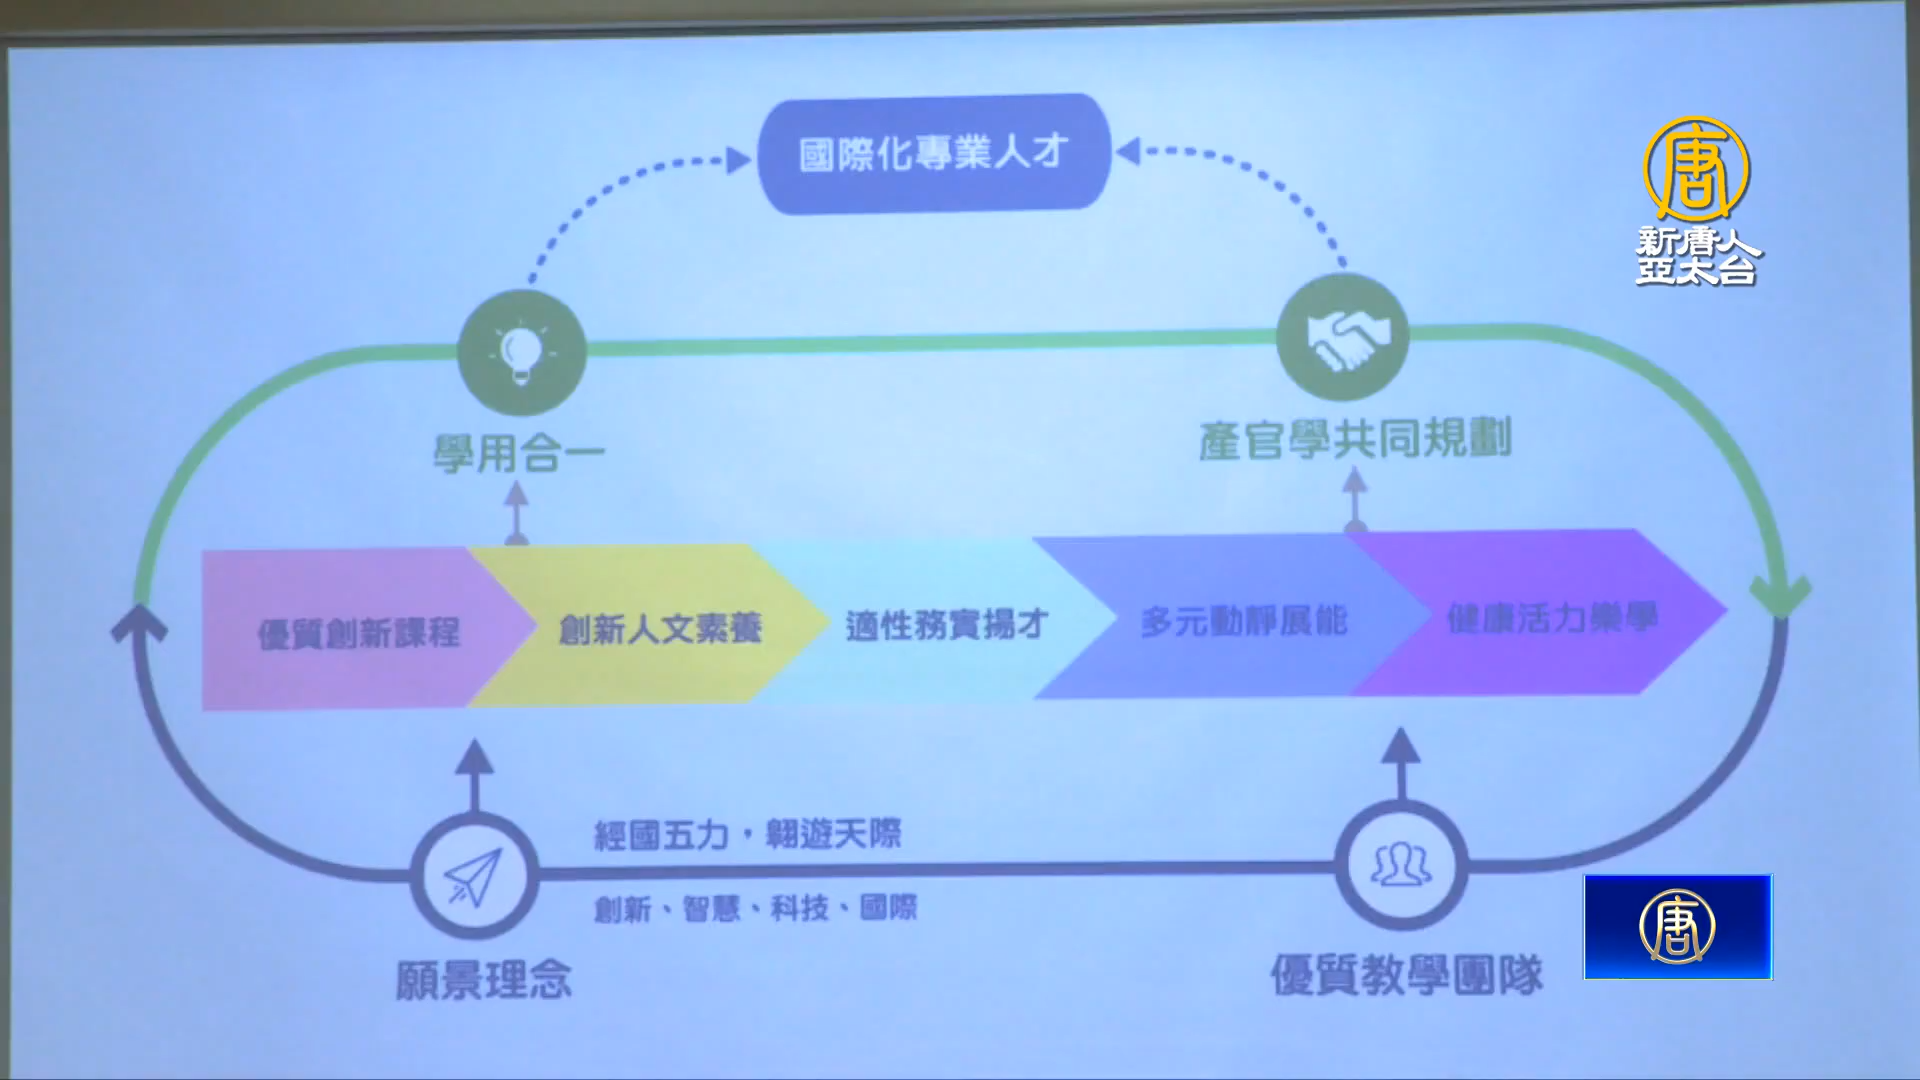 國際化專業人才
唐
新唐人
亞太台
學用合一
產官學共同規劃
優質創新課程
創新人文素養
適性務實揚才
多元動靜展能
健康活力樂學
經國五力，翱遊天際
創新、智慧、科技、國際
願景理念
優質教學團隊
唐